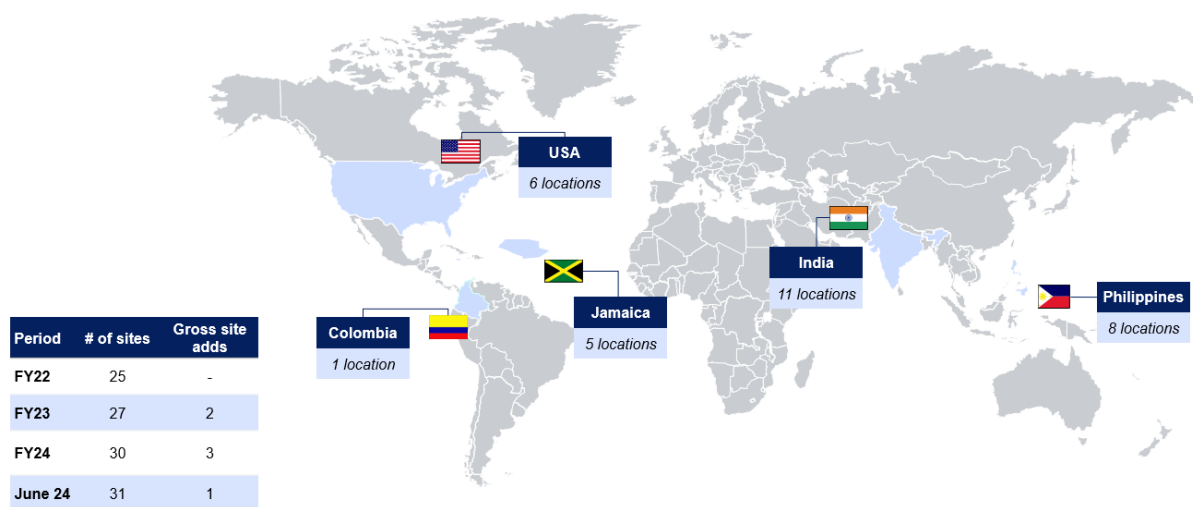 USA
6 locations
India
11 locations
Philippines
8 locations
Jamaica
5 locations
Colombia
1 location
Period # of sites Gross site adds
FY22 25 -
FY23 27 2
FY24 30 3
June 24 31 1